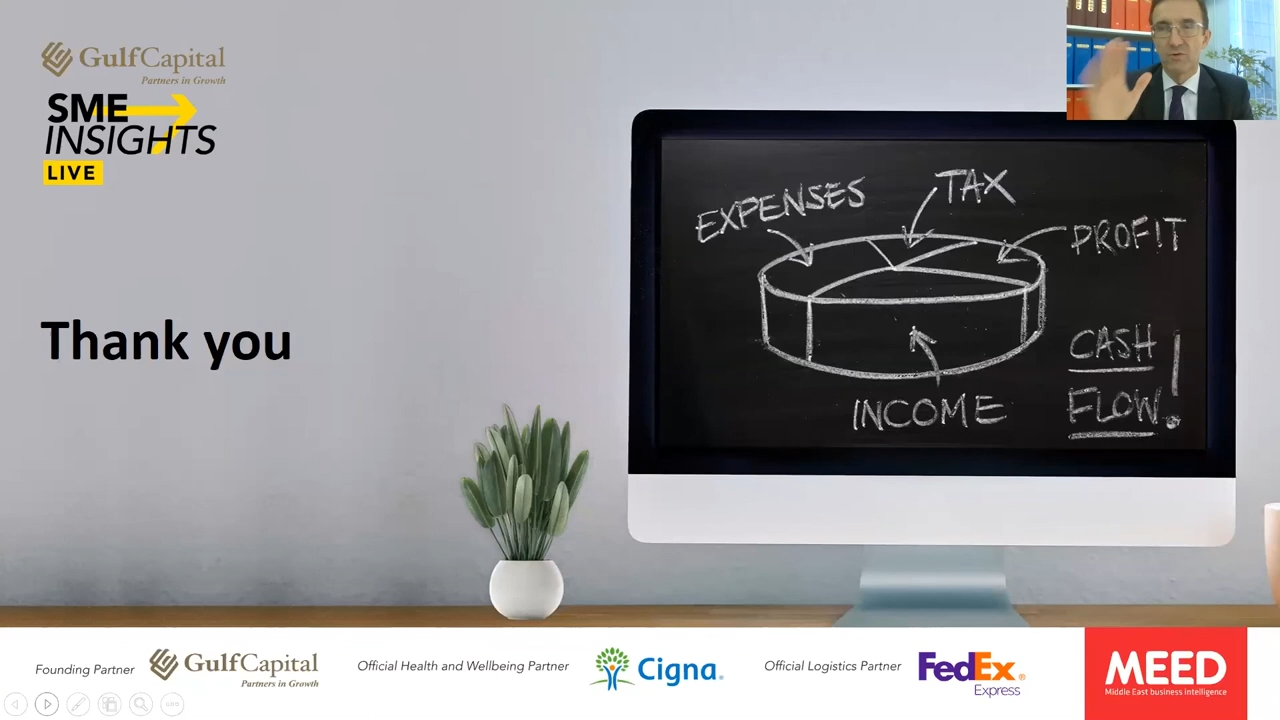 GulfCapital
Partners in Growth
SME
INSIGHTS
LIVE
Thank you
EXPENSES
TAX
PROFIT
INCOME
CASH
FLOW!
Founding Partner
GulfCapital
Partners in Growth
Official Health and Wellbeing Partner
Cigna®
Official Logistics Partner
FedEx®
Express
MEED
Middle East business intelligence